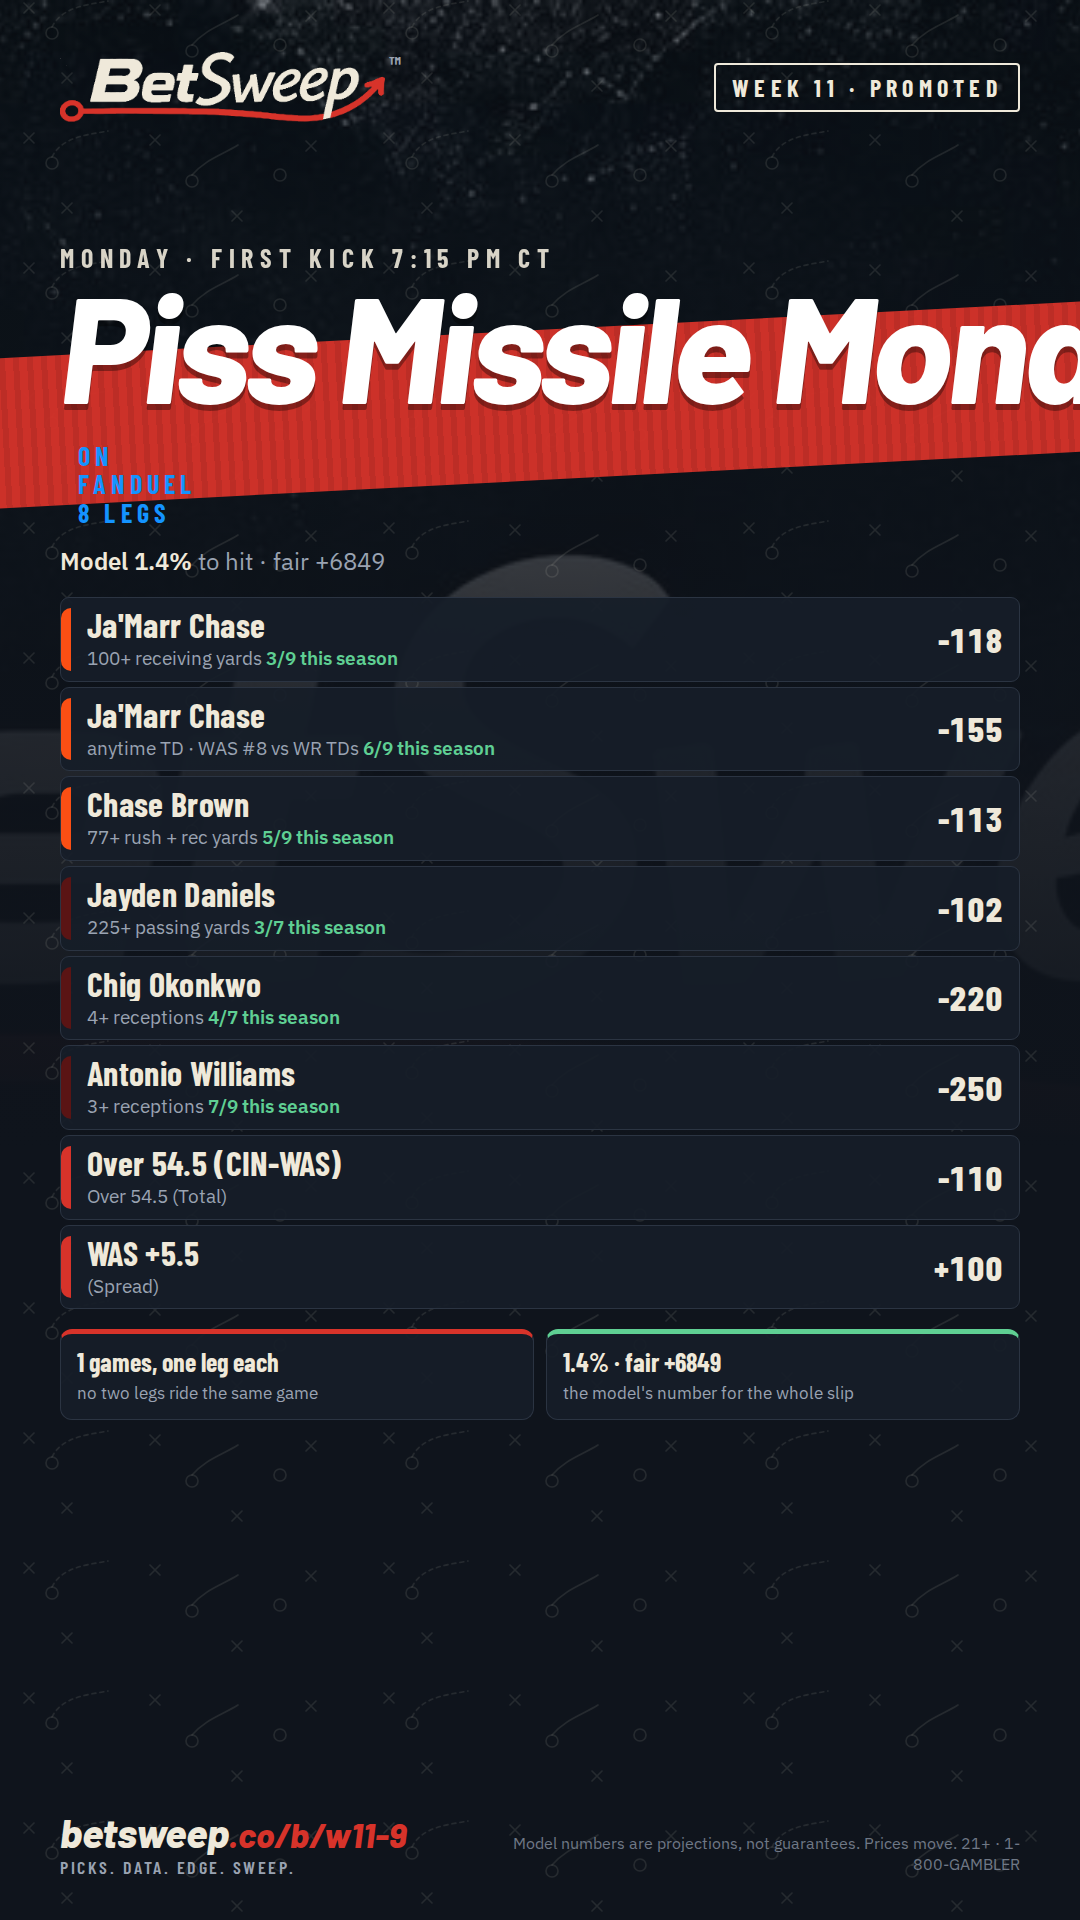 BetSweep™
WEEK 11 · PROMOTED
MONDAY · FIRST KICK 7:15 PM CT
Piss Missile Mond
ON
FANDUEL
8 LEGS
Model 1.4% to hit · fair +6849
Ja'Marr Chase
100+ receiving yards 3/9 this season
-118
Ja'Marr Chase
anytime TD · WAS #8 vs WR TDs 6/9 this season
-155
Chase Brown
77+ rush + rec yards 5/9 this season
-113
Jayden Daniels
225+ passing yards 3/7 this season
-102
Chig Okonkwo
4+ receptions 4/7 this season
-220
Antonio Williams
3+ receptions 7/9 this season
-250
Over 54.5 (CIN-WAS)
Over 54.5 (Total)
-110
WAS +5.5
(Spread)
+100
1 games, one leg each
no two legs ride the same game
1.4% · fair +6849
the model's number for the whole slip
betsweep.co/b/w11-9
PICKS. DATA. EDGE. SWEEP.
Model numbers are projections, not guarantees. Prices move. 21+ · 1-
800-GAMBLER